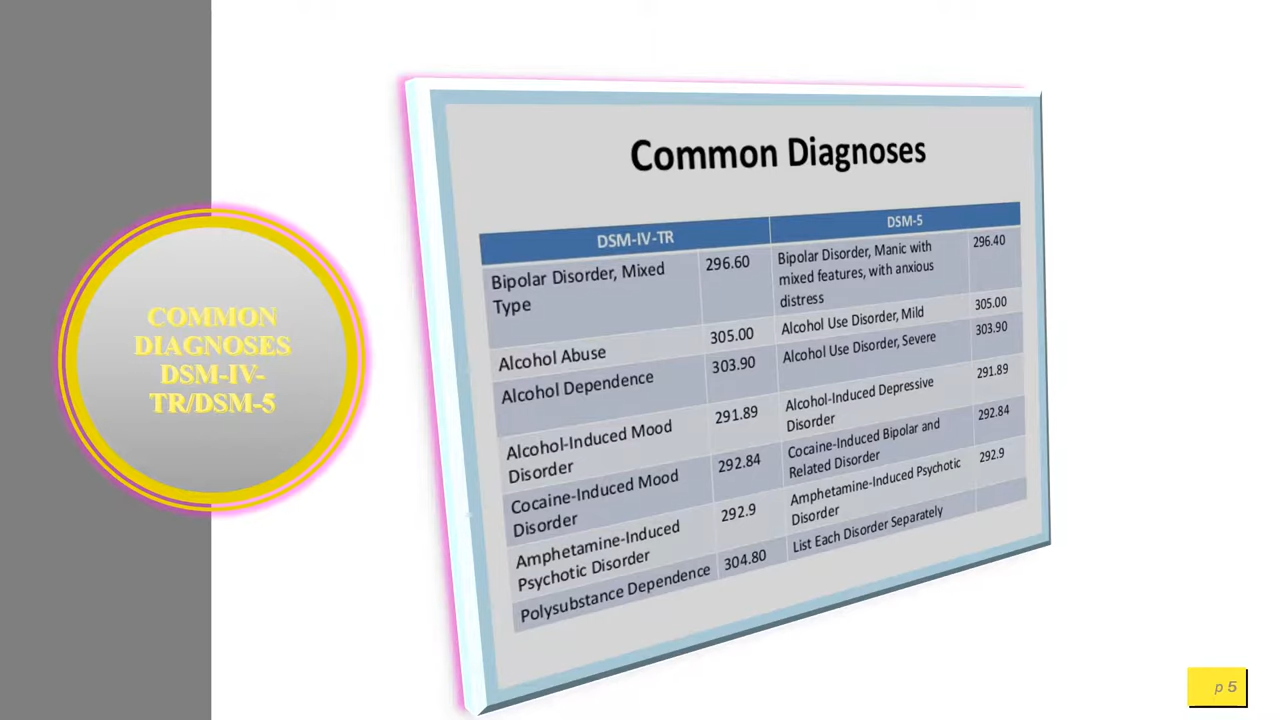 COMMON
DIAGNOSES
DSM-IV-
TR/DSM-5
Common Diagnoses
DSM-IV-TR DSM-5
Bipolar Disorder, Mixed
Type
296.60
Bipolar Disorder, Manic with
mixed features, with anxious
distress
296.40
Alcohol Abuse 305.00 Alcohol Use Disorder, Mild 305.00
Alcohol Dependence 303.90 Alcohol Use Disorder, Severe 303.90
Alcohol-Induced Mood
Disorder
291.89
Alcohol-Induced Depressive
Disorder
291.89
Cocaine-Induced Mood
Disorder
292.84
Cocaine-Induced Bipolar and
Related Disorder
292.84
Amphetamine-Induced
Psychotic Disorder
292.9
Amphetamine-Induced Psychotic
Disorder
292.9
Polysubstance Dependence 304.80 List Each Disorder Separately
p 5